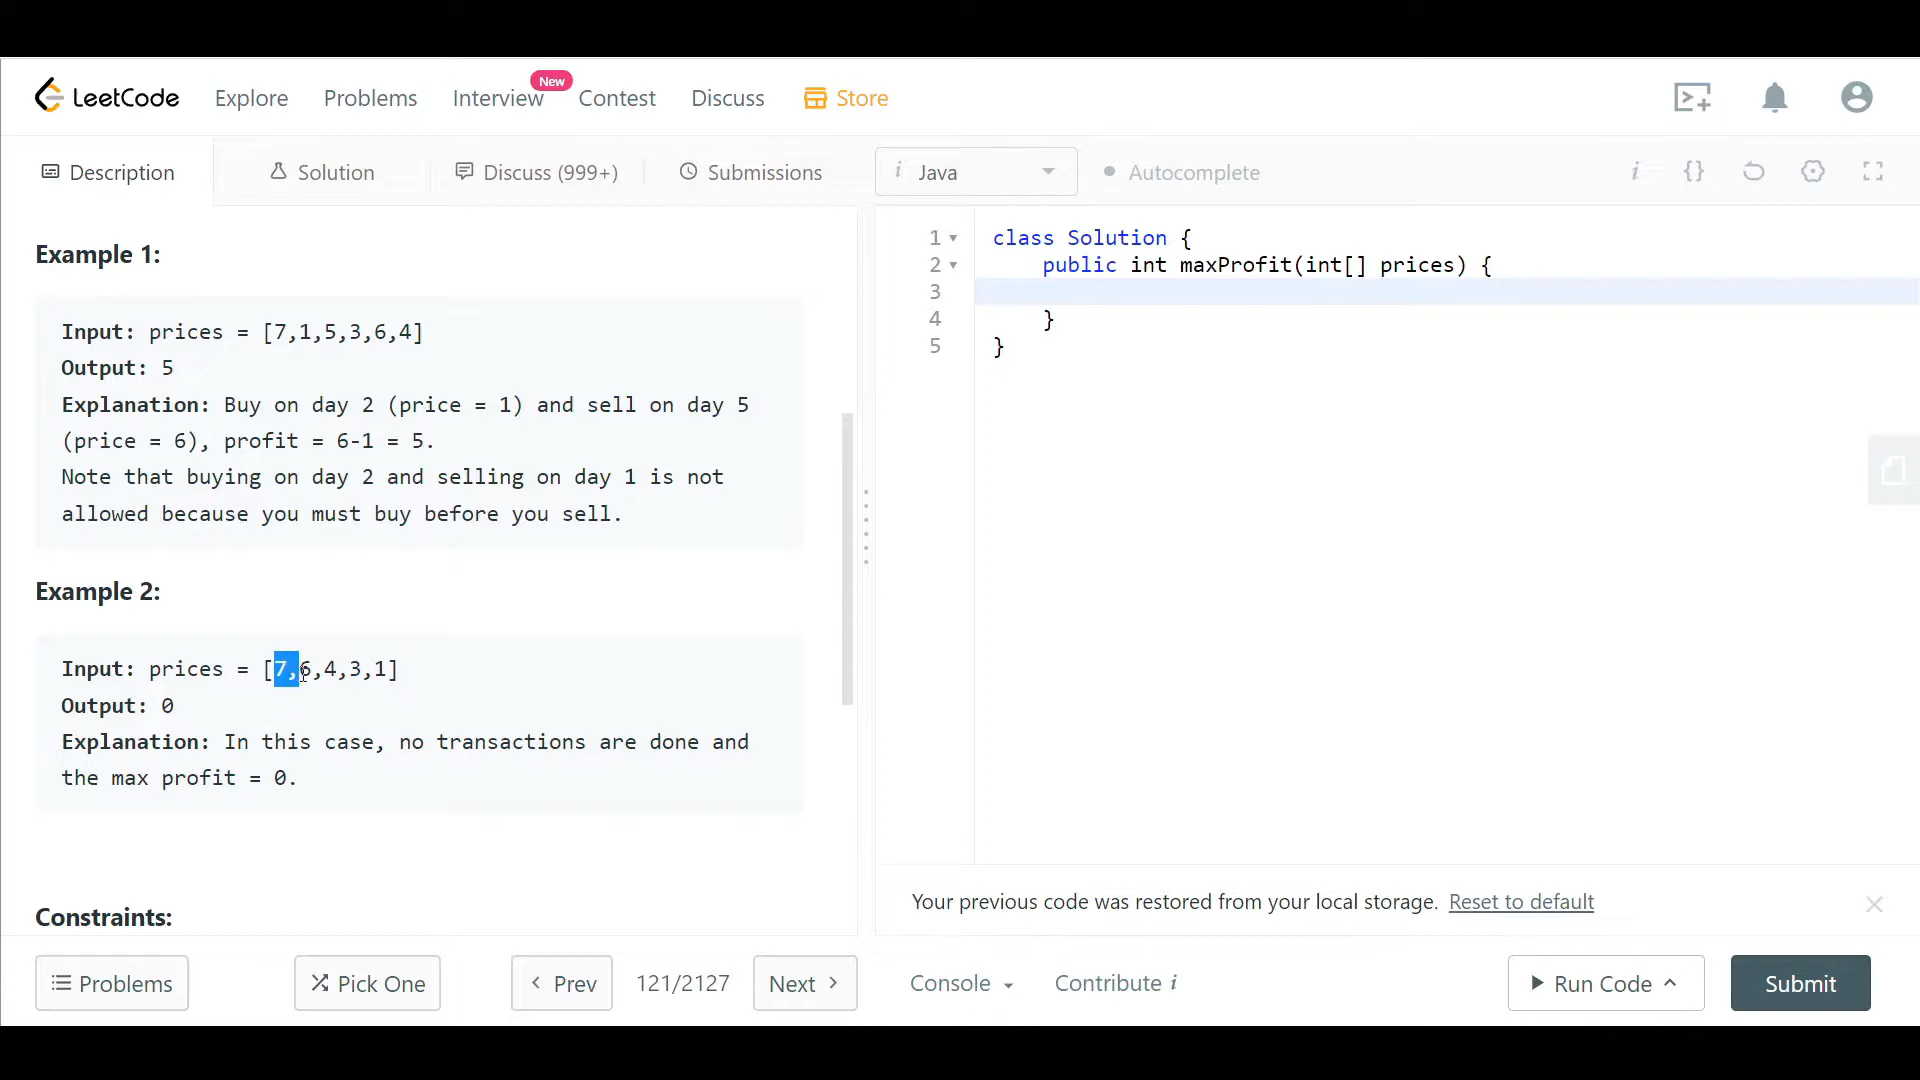 LeetCode Explore Problems Interview New Contest Discuss Store
Description Solution Discuss (999+) Submissions
i Java Autocomplete i {}
Example 1:
Input: prices = [7,1,5,3,6,4]
Output: 5
Explanation: Buy on day 2 (price = 1) and sell on day 5
(price = 6), profit = 6-1 = 5.
Note that buying on day 2 and selling on day 1 is not
allowed because you must buy before you sell.
Example 2:
Input: prices = [7,6,4,3,1]
Output: 0
Explanation: In this case, no transactions are done and
the max profit = 0.
Constraints:
1 class Solution {
2 public int maxProfit(int[] prices) {
3
4 }
5 }
Your previous code was restored from your local storage. Reset to default
Problems Pick One Prev 121/2127 Next
Console Contribute i Run Code Submit